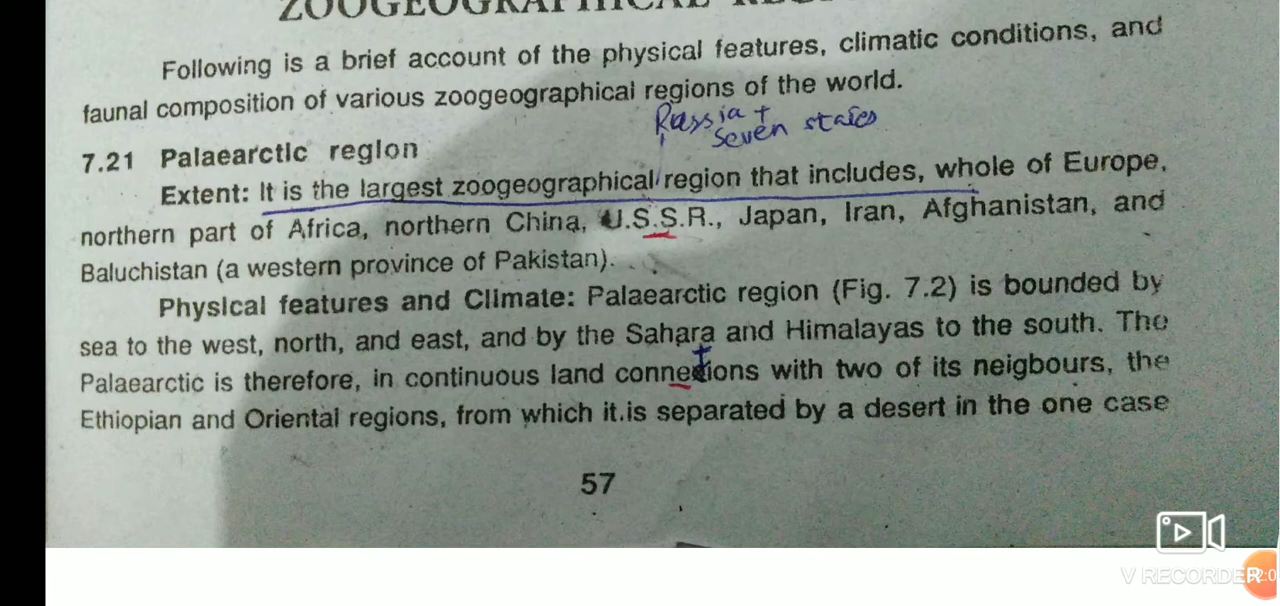 ZOOGEOGRAPHICAL
Following is a brief account of the physical features, climatic conditions, and
faunal composition of various zoogeographical regions of the world.
Russia +
seven states
7.21 Palaearctic region
Extent: It is the largest zoogeographical region that includes, whole of Europe,
northern part of Africa, northern China, U.S.S.R., Japan, Iran, Afghanistan, and
Baluchistan (a western province of Pakistan).
Physical features and Climate: Palaearctic region (Fig. 7.2) is bounded by
sea to the west, north, and east, and by the Sahara and Himalayas to the south. The
Palaearctic is therefore, in continuous land connetions with two of its neigbours, the
Ethiopian and Oriental regions, from which it.is separated by a desert in the one case
57
V RECORDER